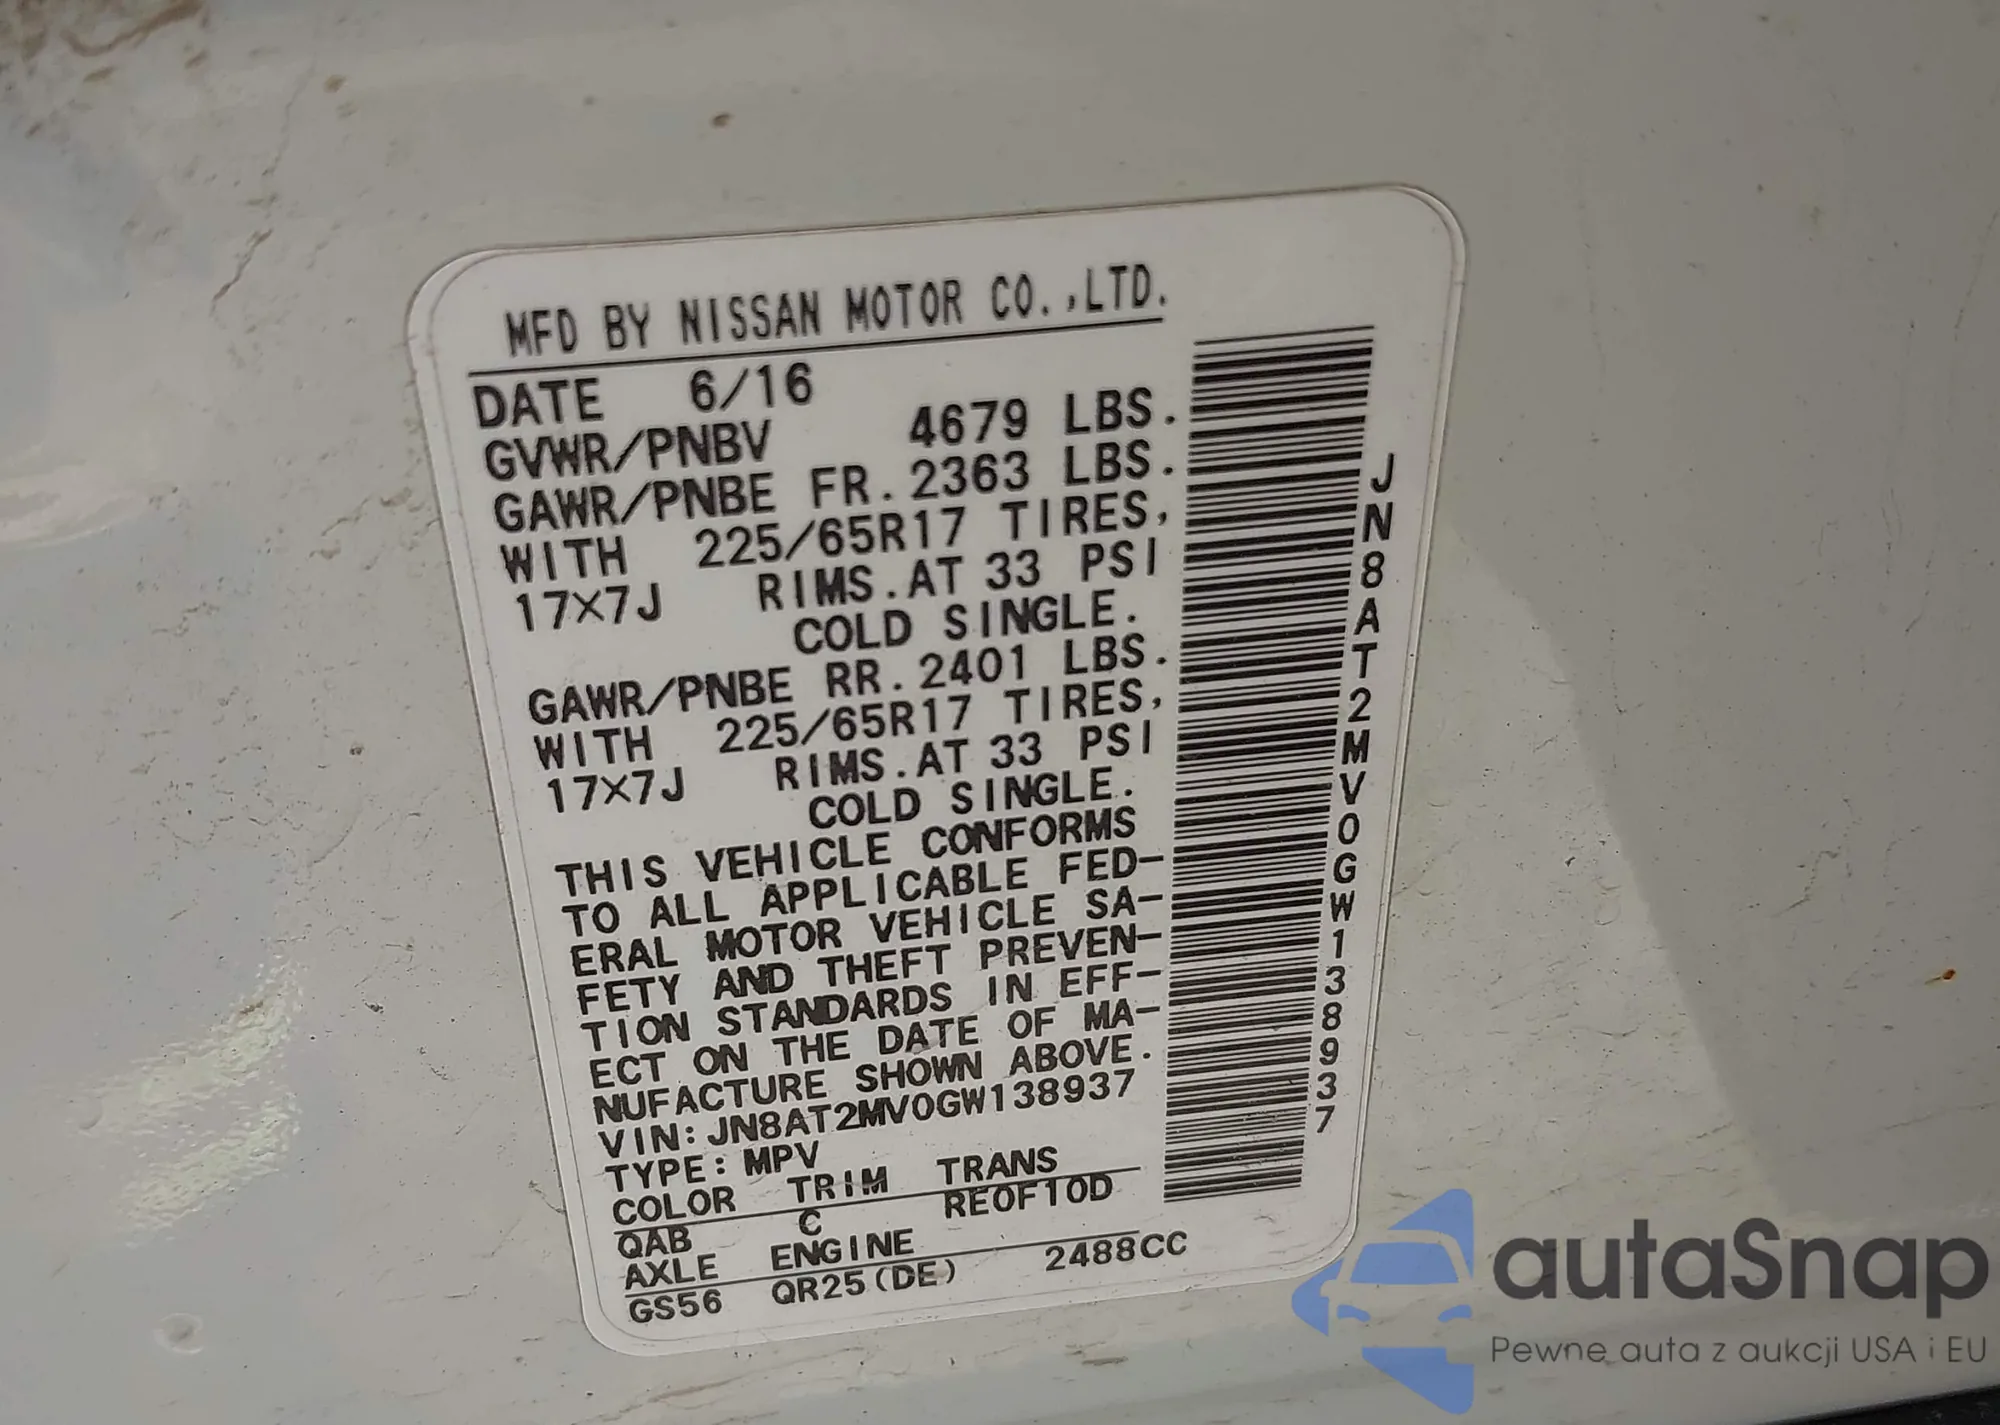 MFD BY NISSAN MOTOR CO.,LTD.
DATE 6/16
GVWR/PNBV 4679 LBS.
GAWR/PNBE FR.2363 LBS.
WITH 225/65R17 TIRES,
17X7J RIMS.AT 33 PSI
COLD SINGLE.
GAWR/PNBE RR.2401 LBS.
WITH 225/65R17 TIRES,
17X7J RIMS.AT 33 PSI
COLD SINGLE.
THIS VEHICLE CONFORMS
TO ALL APPLICABLE FED-
ERAL MOTOR VEHICLE SA-
FETY AND THEFT PREVEN-
TION STANDARDS IN EFF-
ECT ON THE DATE OF MA-
NUFACTURE SHOWN ABOVE.
VIN:JN8AT2MV0GW138937
TYPE:MPV
COLOR TRIM TRANS
QAB C RE0F10D
AXLE ENGINE
GS56 QR25(DE) 2488CC
JN8AT2MV0GW138937
autaSnap
Pewne auta z aukcji USA i EU